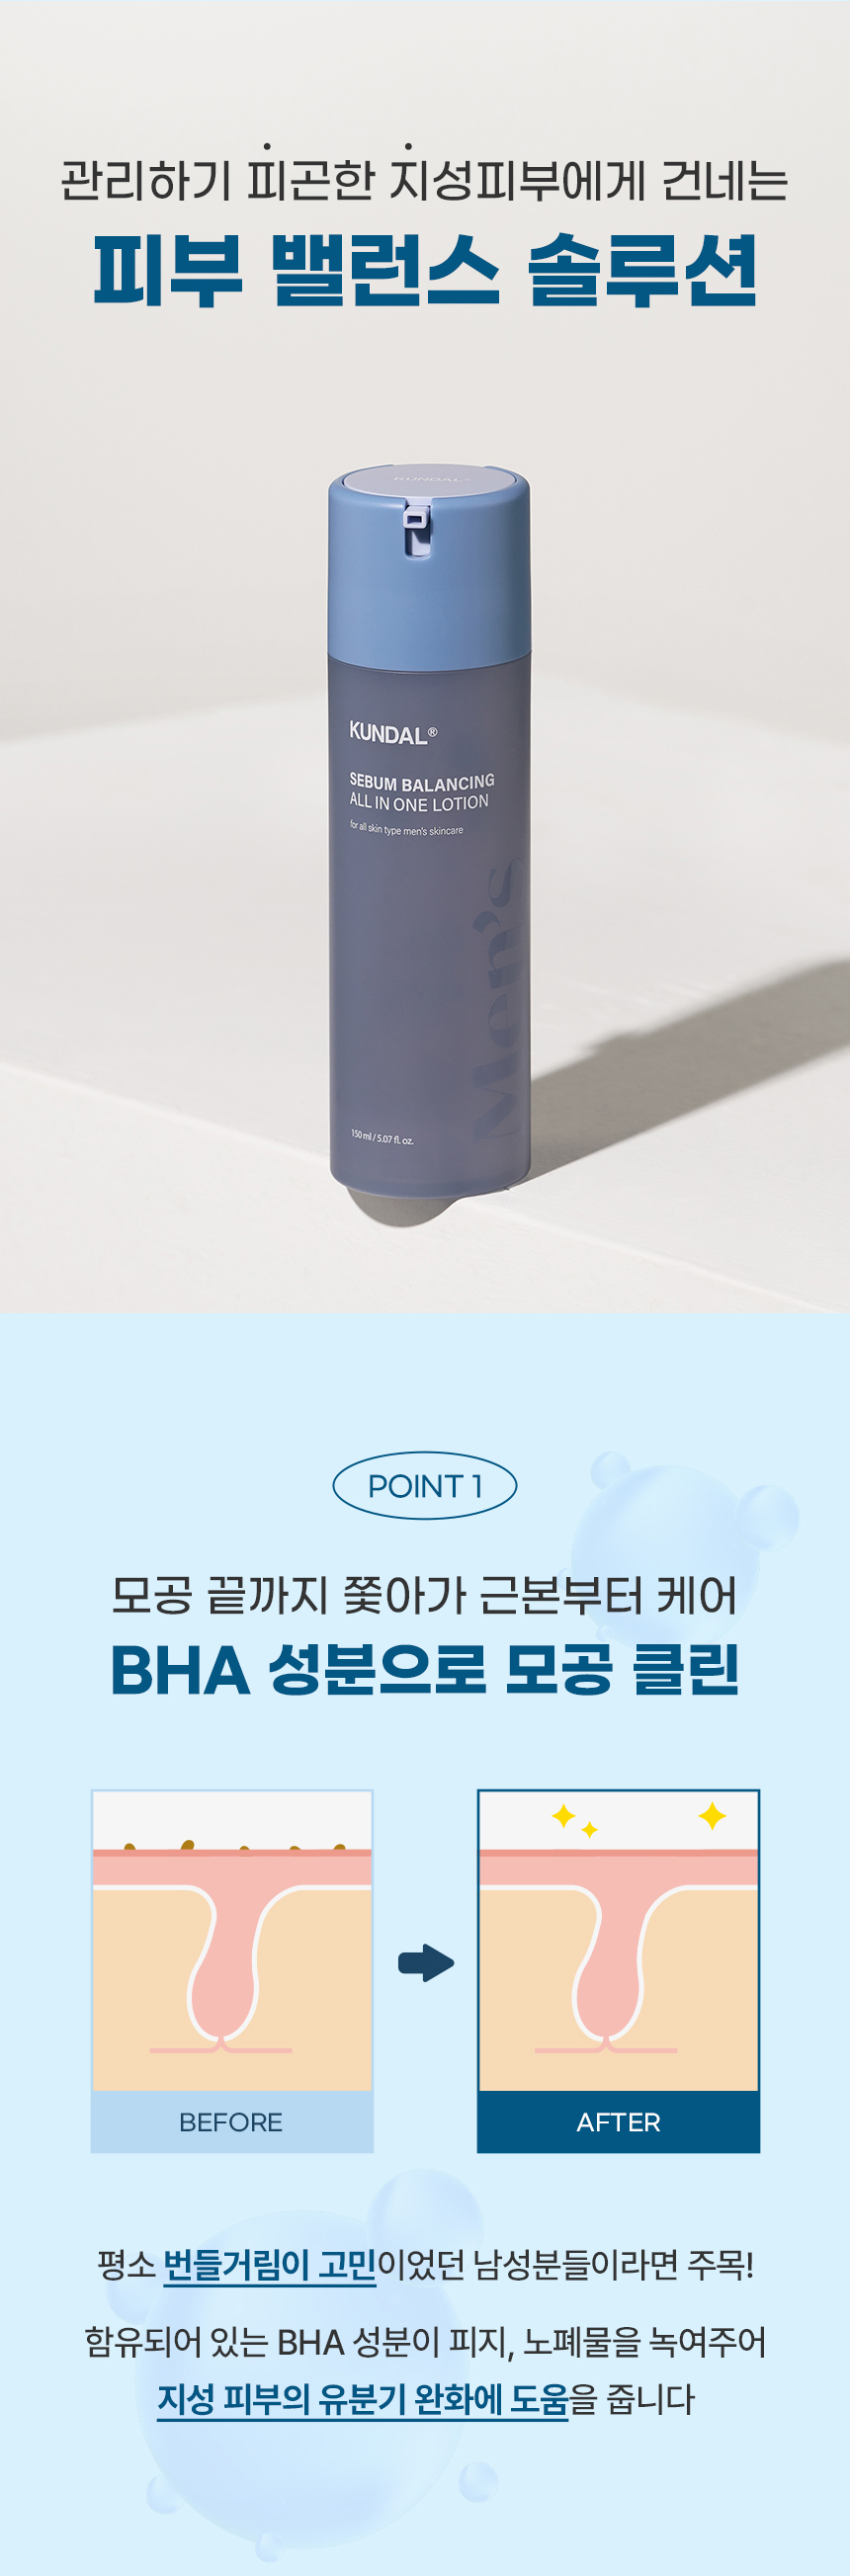 관리하기 피곤한 지성피부에게 건네는
피부 밸런스 솔루션
KUNDAL®
KUNDAL®
SEBUM BALANCING
ALL IN ONE LOTION
for all skin type men's skincare
Men's
150 ml / 5.07 fl. oz.
POINT 1
모공 끝까지 쫓아가 근본부터 케어
BHA 성분으로 모공 클린
BEFORE
AFTER
평소 번들거림이 고민이었던 남성분들이라면 주목!
함유되어 있는 BHA 성분이 피지, 노폐물을 녹여주어
지성 피부의 유분기 완화에 도움을 줍니다